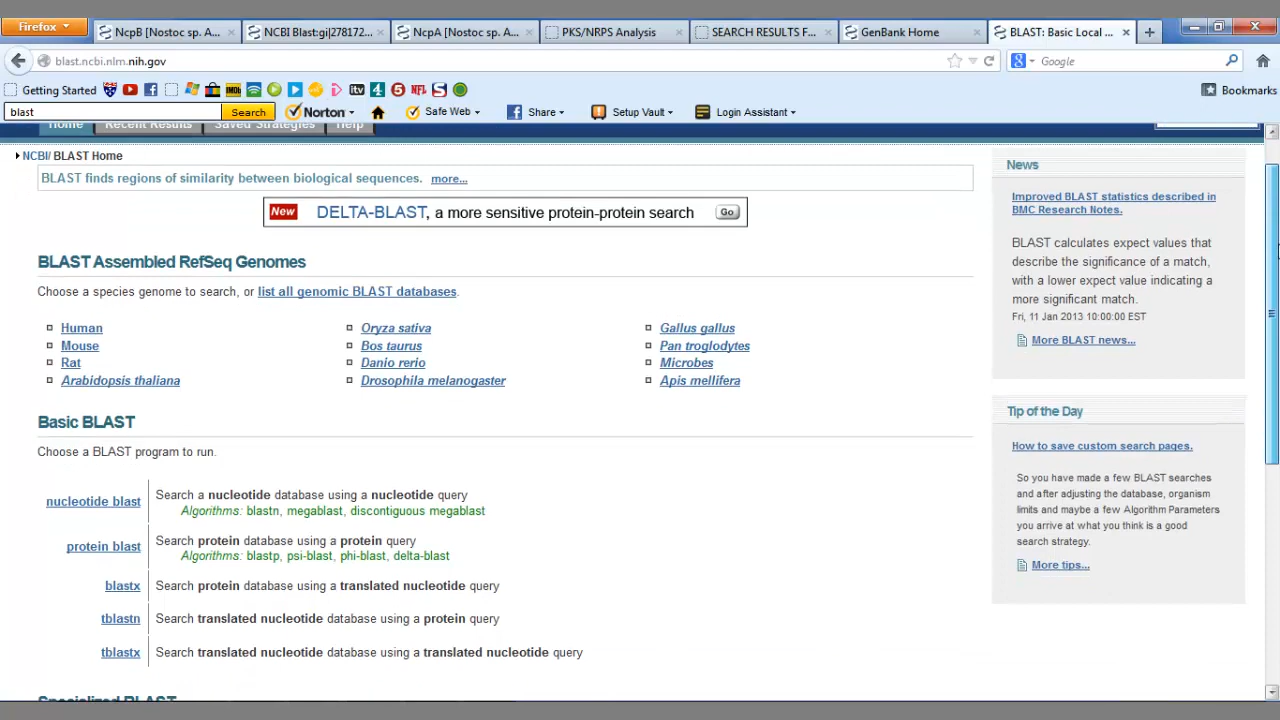 Firefox
NcpB [Nostoc sp. A...
NCBI Blast:gi|278172...
NcpA [Nostoc sp. A...
PKS/NRPS Analysis
SEARCH RESULTS F...
GenBank Home
BLAST: Basic Local ...
blast.ncbi.nlm.nih.gov
Google
Getting Started
Bookmarks
blast
Search
Norton
Safe Web
Share
Setup Vault
Login Assistant
Home
Recent Results
Saved Strategies
Help
NCBI/ BLAST Home
BLAST finds regions of similarity between biological sequences. more...
New
DELTA-BLAST, a more sensitive protein-protein search
Go
BLAST Assembled RefSeq Genomes
Choose a species genome to search, or list all genomic BLAST databases.
Human
Mouse
Rat
Arabidopsis thaliana
Oryza sativa
Bos taurus
Danio rerio
Drosophila melanogaster
Gallus gallus
Pan troglodytes
Microbes
Apis mellifera
Basic BLAST
Choose a BLAST program to run.
nucleotide blast
Search a nucleotide database using a nucleotide query
Algorithms: blastn, megablast, discontiguous megablast
protein blast
Search protein database using a protein query
Algorithms: blastp, psi-blast, phi-blast, delta-blast
blastx
Search protein database using a translated nucleotide query
tblastn
Search translated nucleotide database using a protein query
tblastx
Search translated nucleotide database using a translated nucleotide query
Specialized BLAST
News
Improved BLAST statistics described in
BMC Research Notes.
BLAST calculates expect values that
describe the significance of a match,
with a lower expect value indicating a
more significant match.
Fri, 11 Jan 2013 10:00:00 EST
More BLAST news...
Tip of the Day
How to save custom search pages.
So you have made a few BLAST searches
and after adjusting the database, organism
limits and maybe a few Algorithm Parameters
you arrive at what you think is a good
search strategy.
More tips...